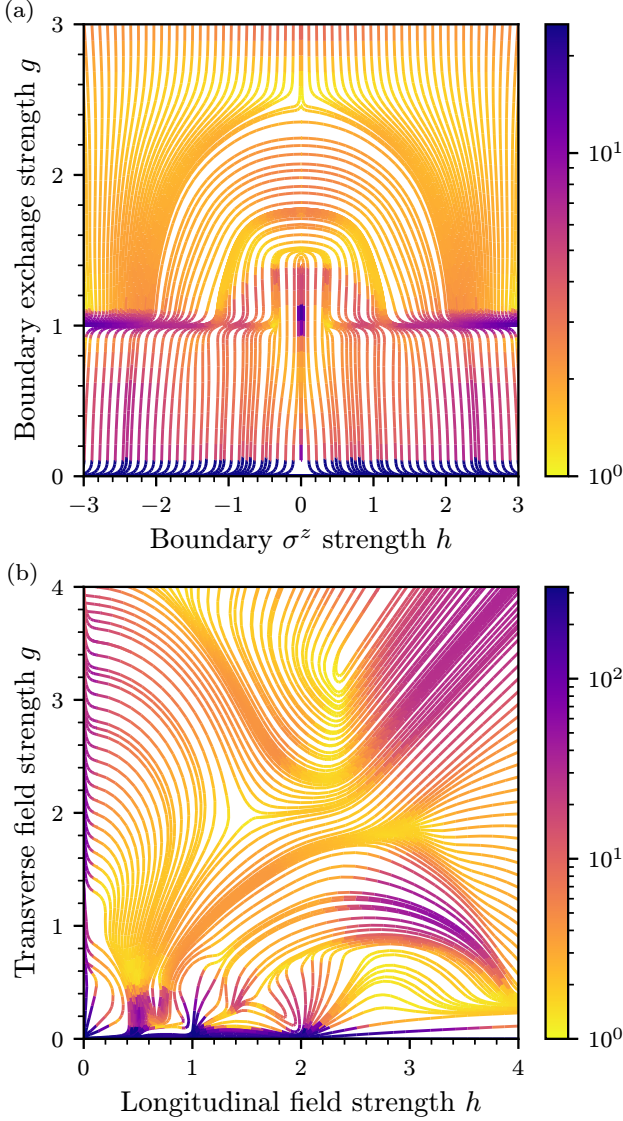 (a)
3
2
1
0
Boundary exchange strength g
−3 −2 −1 0 1 2 3
Boundary σ^z strength h
10^1
10^0
(b)
4
3
2
1
0
Transverse field strength g
0 1 2 3 4
Longitudinal field strength h
10^2
10^1
10^0